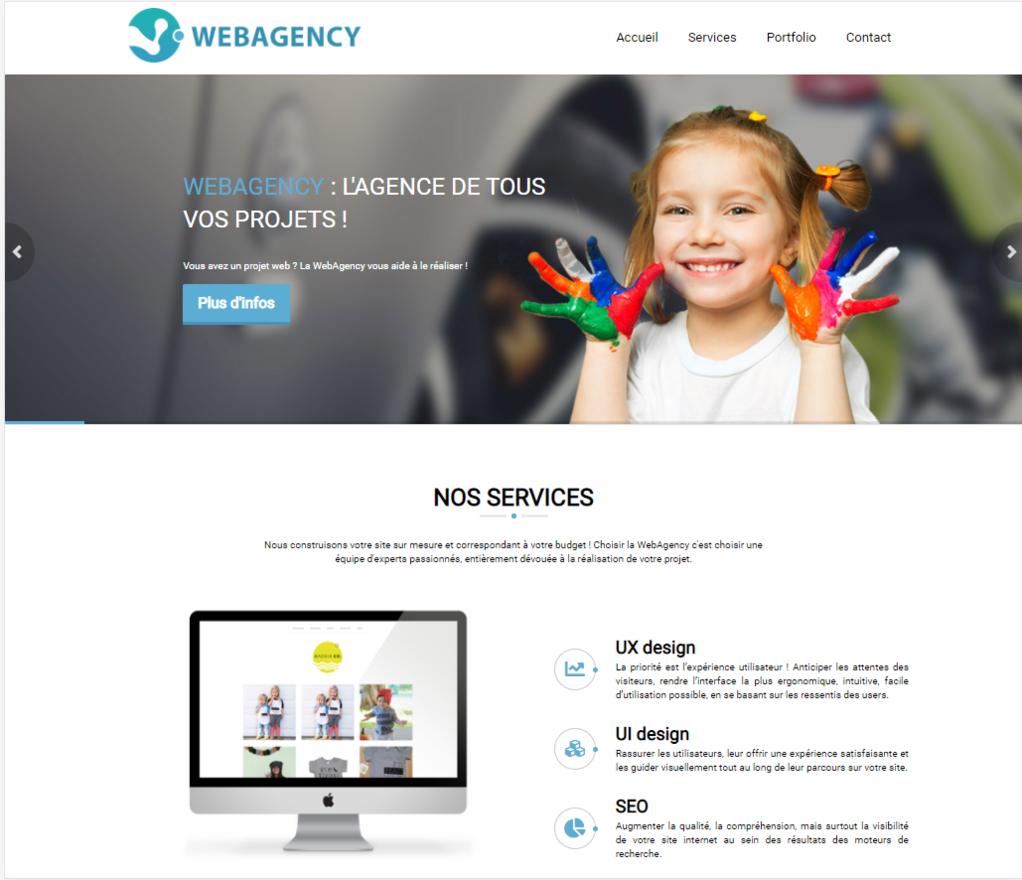 WEBAGENCY
Accueil Services Portfolio Contact
WEBAGENCY : L'AGENCE DE TOUS
VOS PROJETS !
Vous avez un projet web ? La WebAgency vous aide à le réaliser !
Plus d'infos
NOS SERVICES
Nous construisons votre site sur mesure et correspondant à votre budget ! Choisir la WebAgency c'est choisir une
équipe d'experts passionnés, entièrement dévouée à la réalisation de votre projet.
UX design
La priorité est l'expérience utilisateur ! Anticiper les attentes des
visiteurs, rendre l'interface la plus ergonomique, intuitive, facile
d'utilisation possible, en se basant sur les ressentis des users.
UI design
Rassurer les utilisateurs, leur offrir une expérience satisfaisante et
les guider visuellement tout au long de leur parcours sur votre site.
SEO
Augmenter la qualité, la compréhension, mais surtout la visibilité
de votre site internet au sein des résultats des moteurs de
recherche.